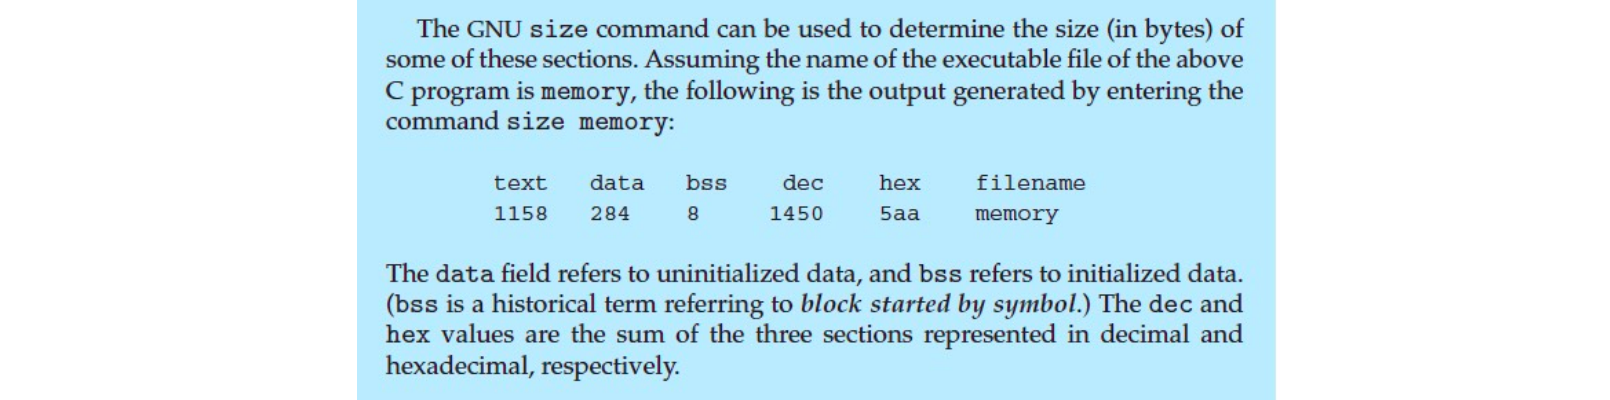 The GNU size command can be used to determine the size (in bytes) of
some of these sections. Assuming the name of the executable file of the above
C program is memory, the following is the output generated by entering the
command size memory:
text data bss dec hex filename
1158 284 8 1450 5aa memory
The data field refers to uninitialized data, and bss refers to initialized data.
(bss is a historical term referring to block started by symbol.) The dec and
hex values are the sum of the three sections represented in decimal and
hexadecimal, respectively.